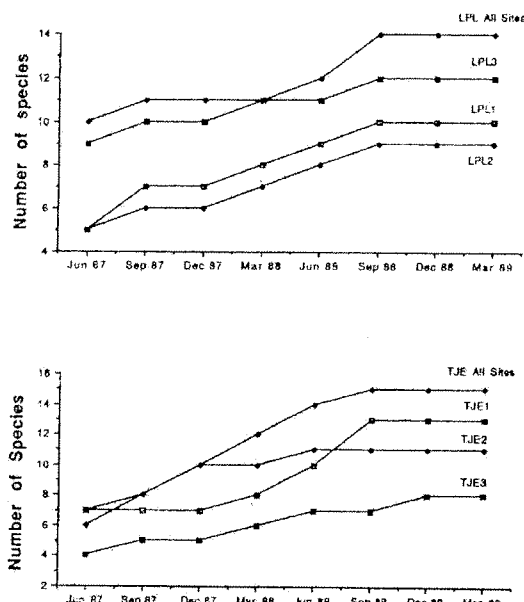 LPL All Sites
14
LPL3
12
LPL1
10
LPL2
8
6
4
Number of species
Jun 87 Sep 87 Dec 87 Mar 88 Jun 88 Sep 88 Dec 88 Mar 89
TJE All Sites
16
TJE1
14
TJE2
12
10
TJE3
8
6
4
2
Number of Species
Jun 87 Sep 87 Dec 87